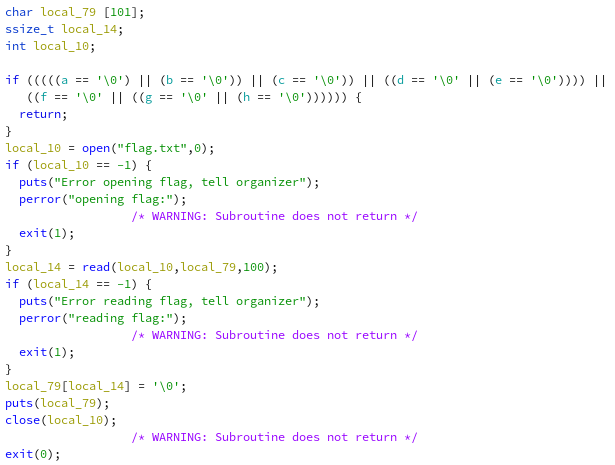 char local_79 [101];
ssize_t local_14;
int local_10;

if (((((a == '\0') || (b == '\0')) || (c == '\0')) || ((d == '\0' || (e == '\0')))) ||
   ((f == '\0' || ((g == '\0' || (h == '\0')))))) {
  return;
}
local_10 = open("flag.txt",0);
if (local_10 == -1) {
  puts("Error opening flag, tell organizer");
  perror("opening flag:");
                  /* WARNING: Subroutine does not return */
  exit(1);
}
local_14 = read(local_10,local_79,100);
if (local_14 == -1) {
  puts("Error reading flag, tell organizer");
  perror("reading flag:");
                  /* WARNING: Subroutine does not return */
  exit(1);
}
local_79[local_14] = '\0';
puts(local_79);
close(local_10);
                  /* WARNING: Subroutine does not return */
exit(0);